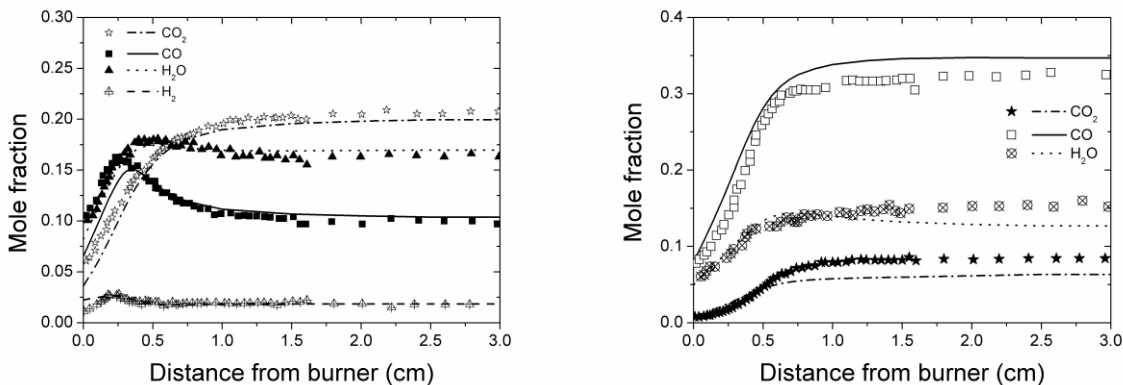 0.30
0.25
0.20
0.15
0.10
0.05
0.00
Mole fraction
CO₂
CO
H₂O
H₂
0.0 0.5 1.0 1.5 2.0 2.5 3.0
Distance from burner (cm)
0.4
0.3
0.2
0.1
0.0
Mole fraction
CO₂
CO
H₂O
0.0 0.5 1.0 1.5 2.0 2.5 3.0
Distance from burner (cm)